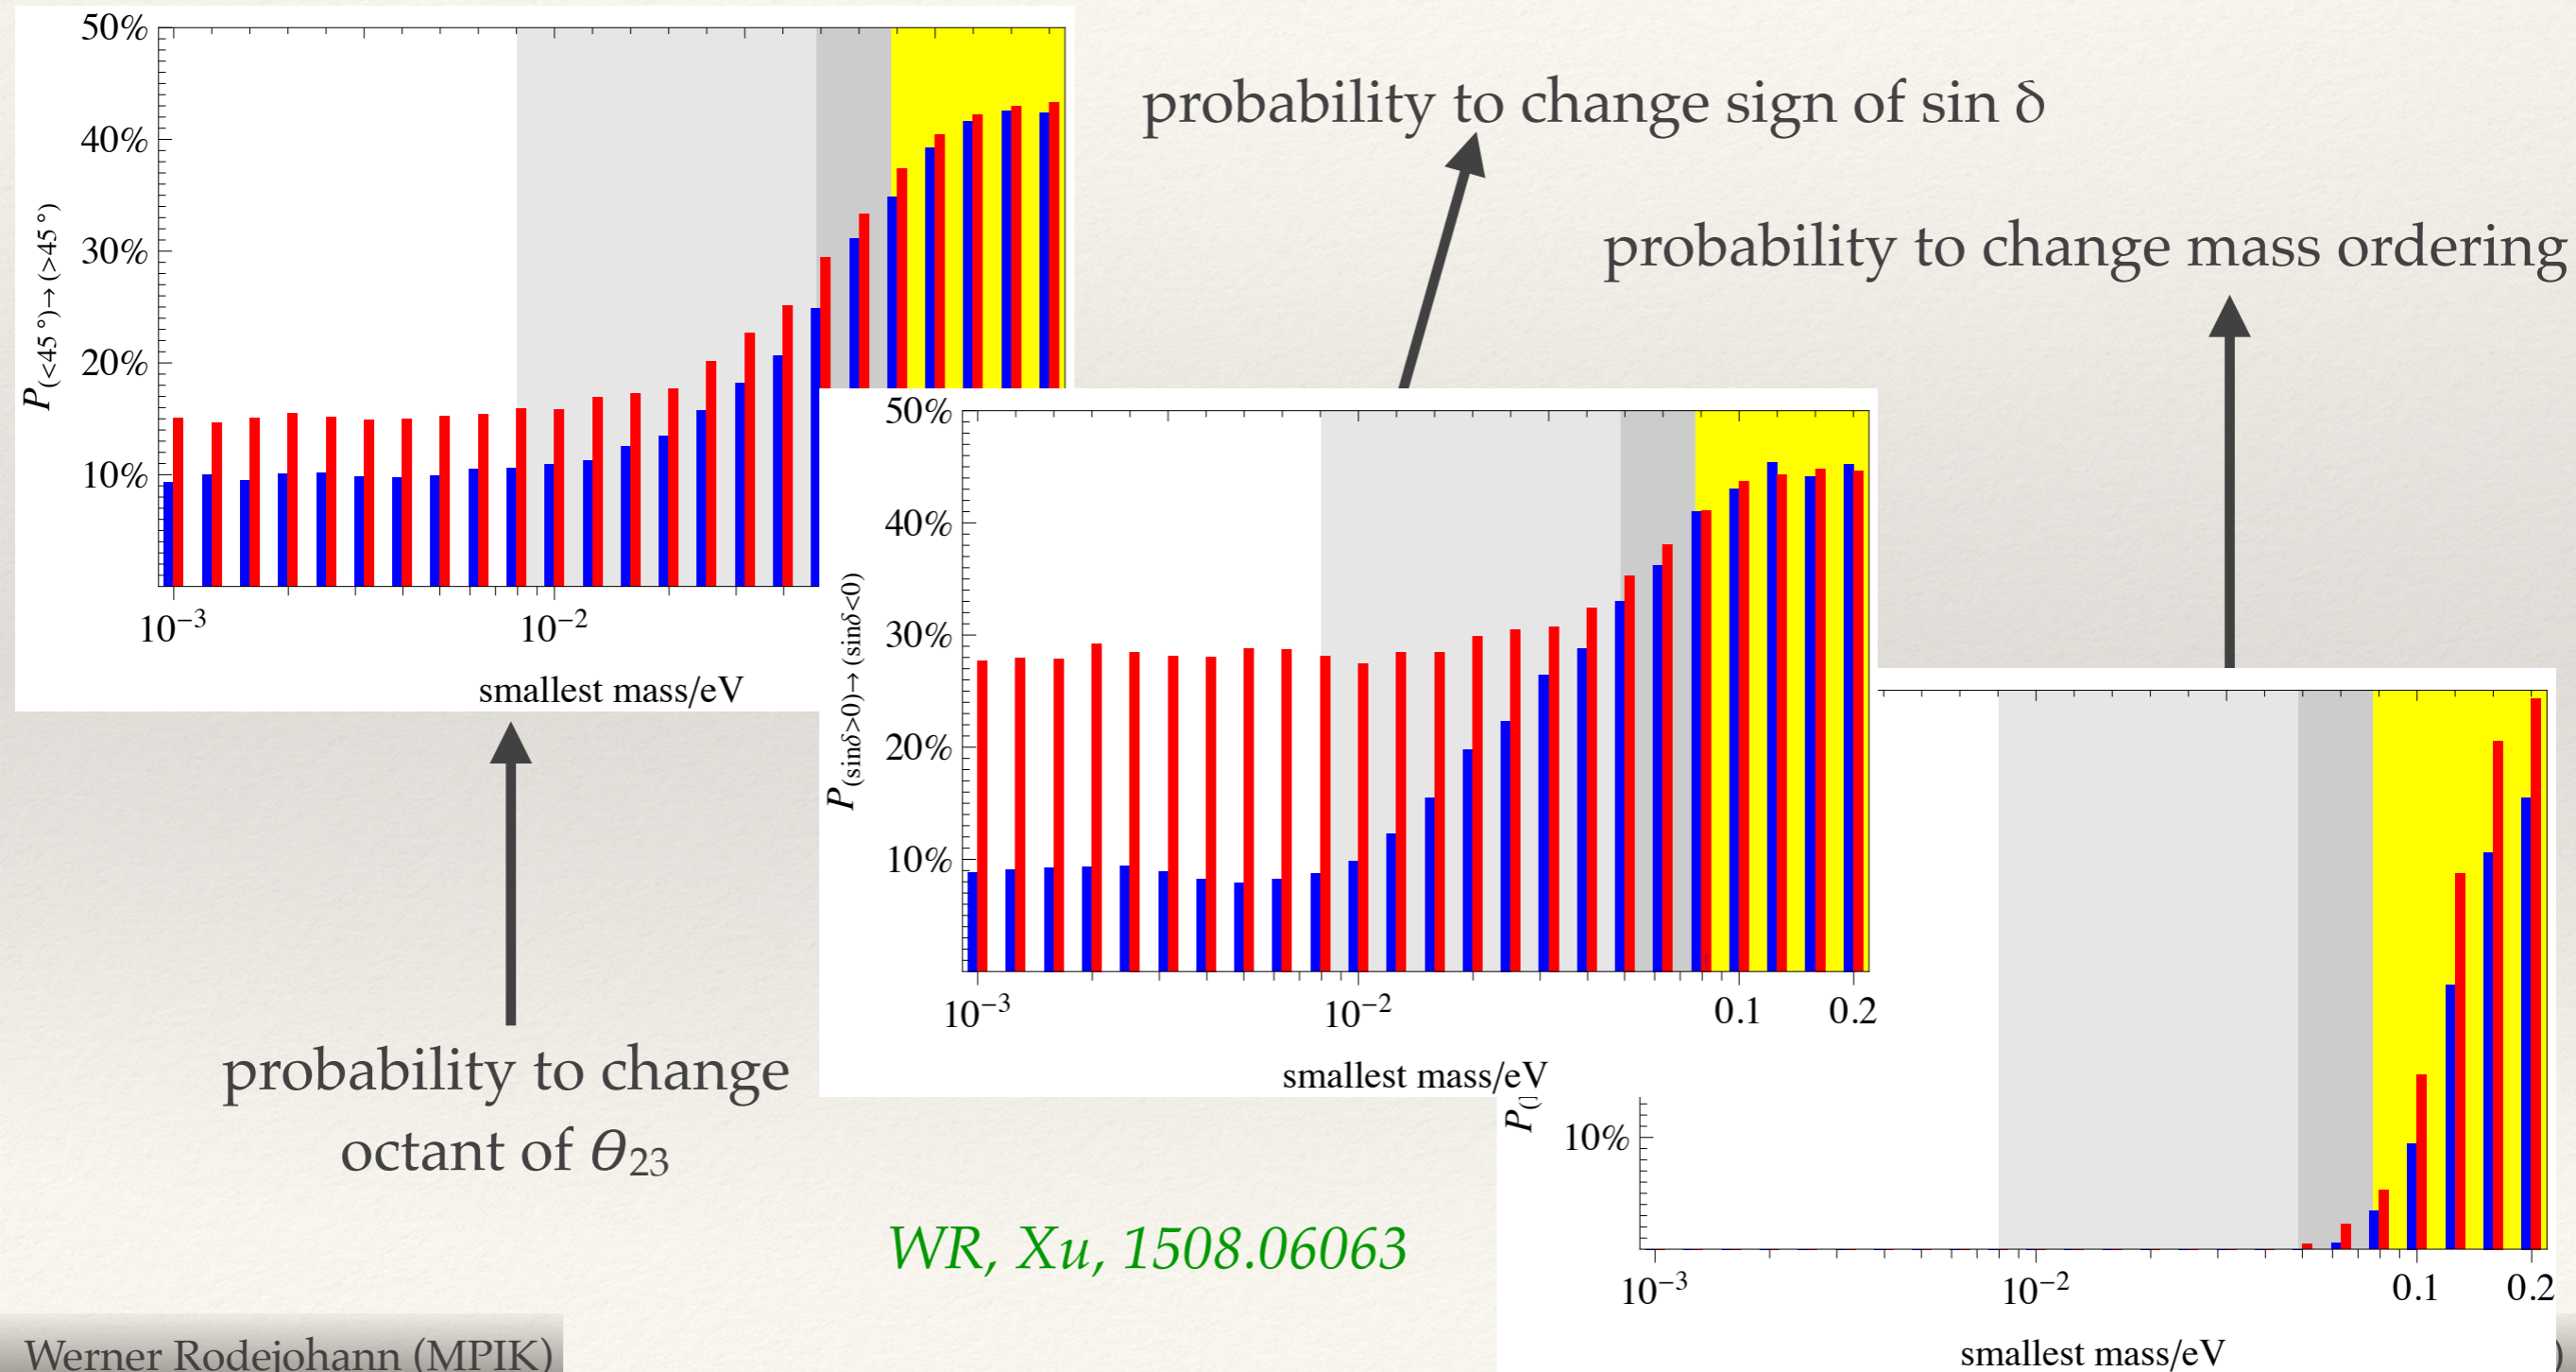 50%
40%
30%
20%
10%
P(<45°)→(>45°)
10−3
10−2
smallest mass/eV
probability to change sign of sin δ
probability to change mass ordering
50%
40%
30%
20%
10%
P(sinδ>0)→(sinδ<0)
10−3
10−2
0.1
0.2
smallest mass/eV
probability to change
octant of θ23
WR, Xu, 1508.06063
10%
10−3
10−2
0.1
0.2
smallest mass/eV
Werner Rodejohann (MPIK)